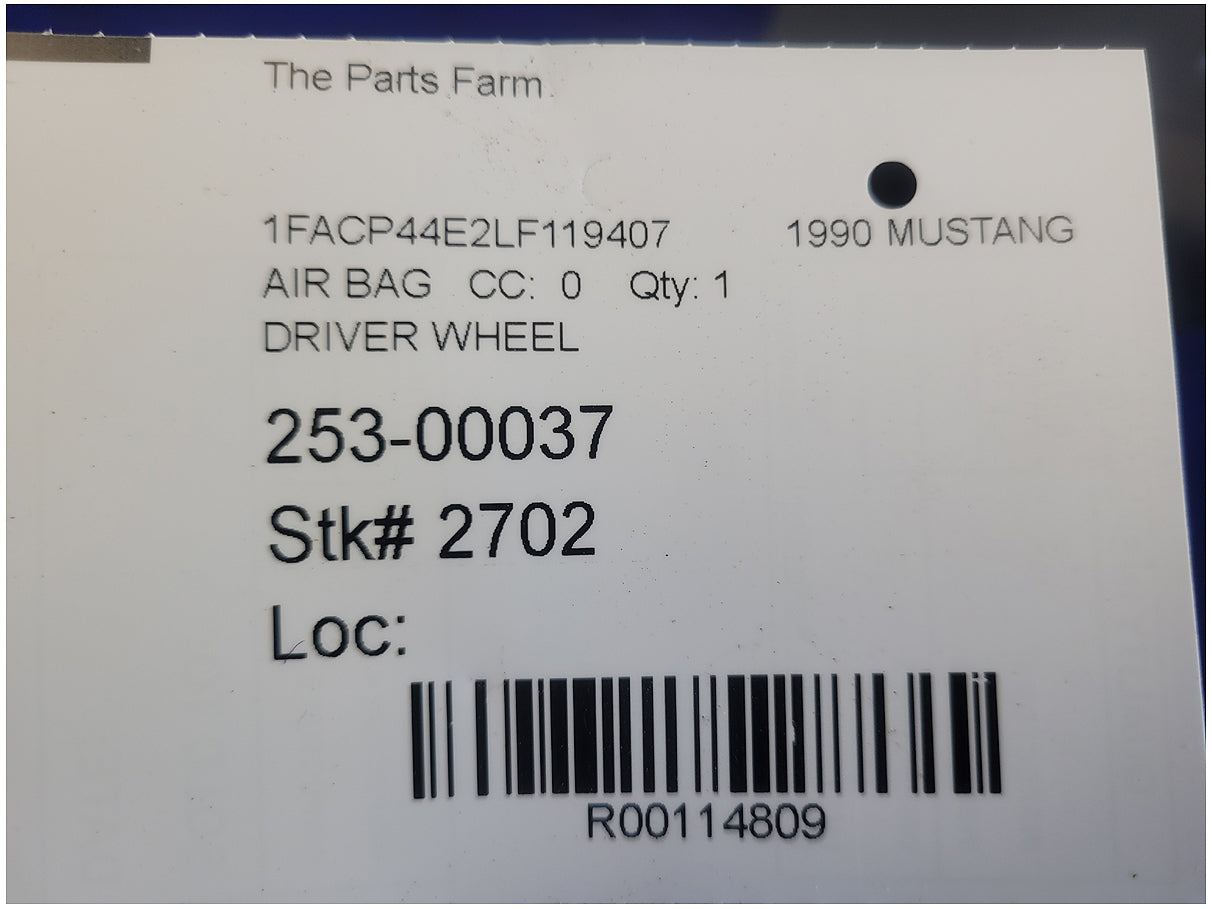 The Parts Farm
1FACP44E2LF119407 1990 MUSTANG
AIR BAG CC: 0 Qty: 1
DRIVER WHEEL
253-00037
Stk# 2702
Loc:
R00114809